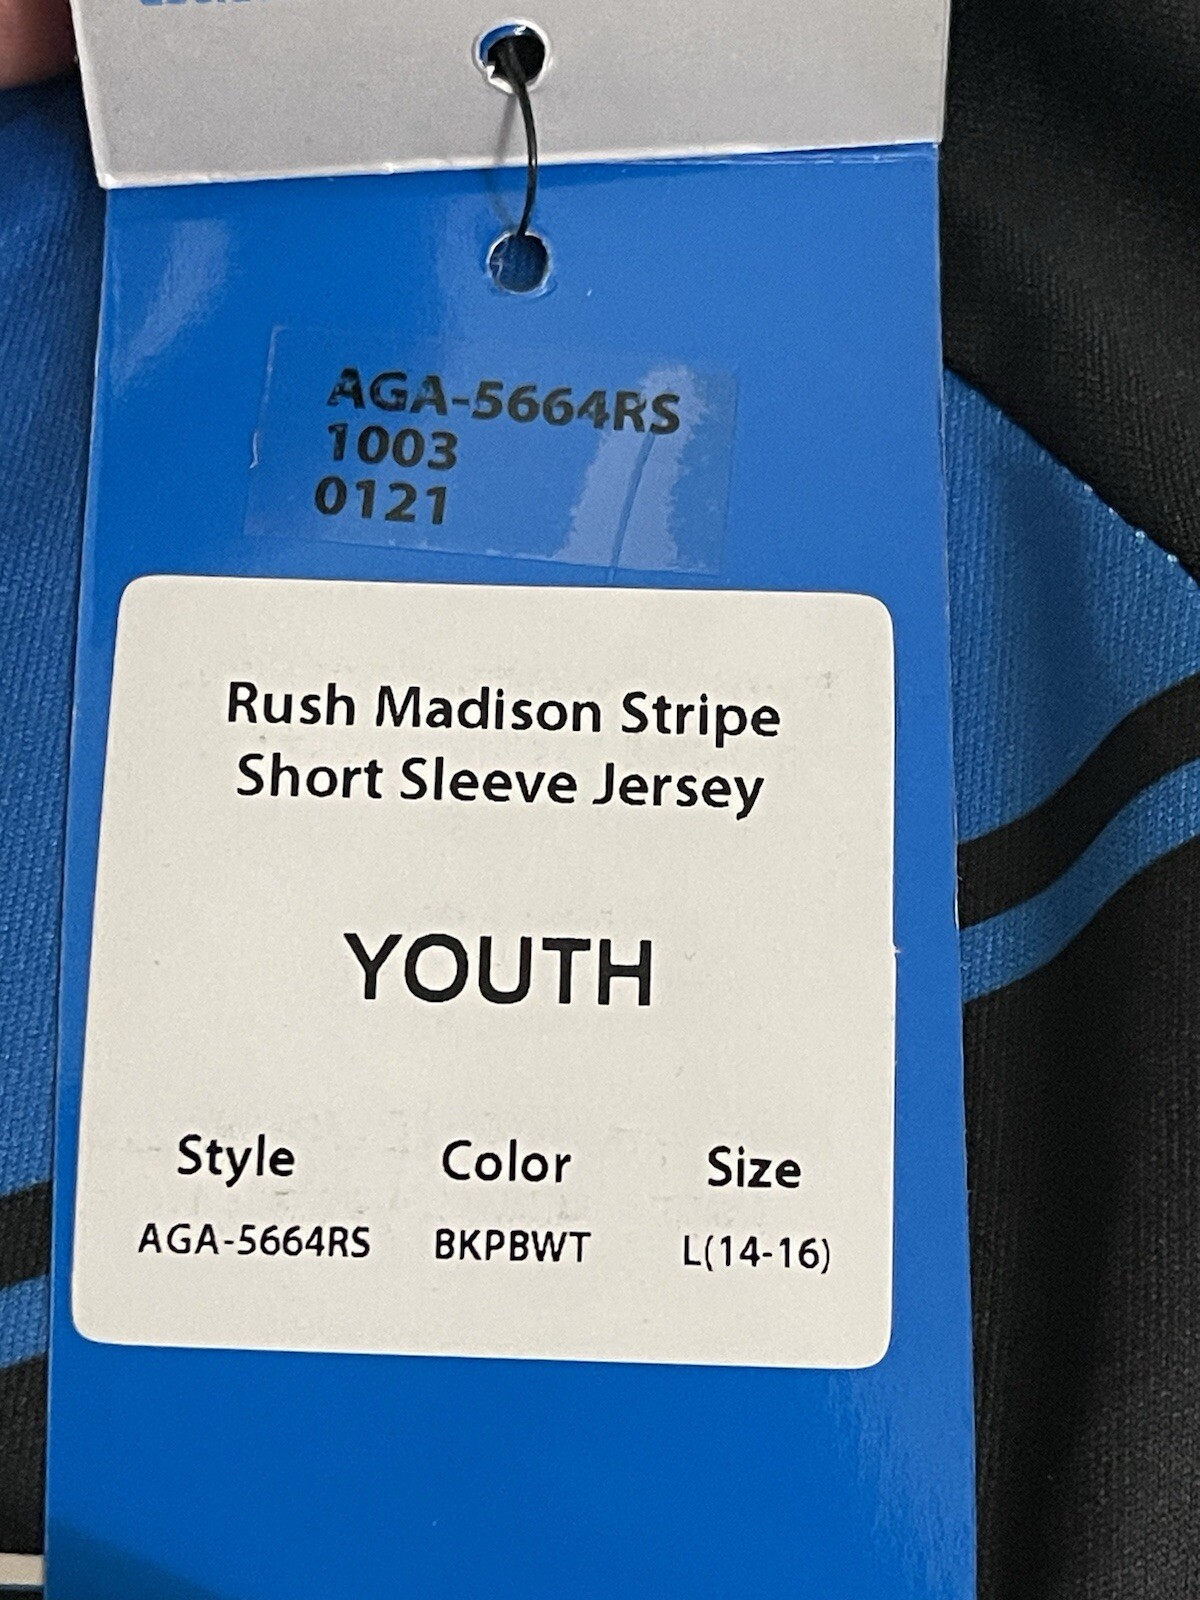 AGA-5664RS
1003
0121
Rush Madison Stripe
Short Sleeve Jersey
YOUTH
Style Color Size
AGA-5664RS BKPBWT L(14-16)